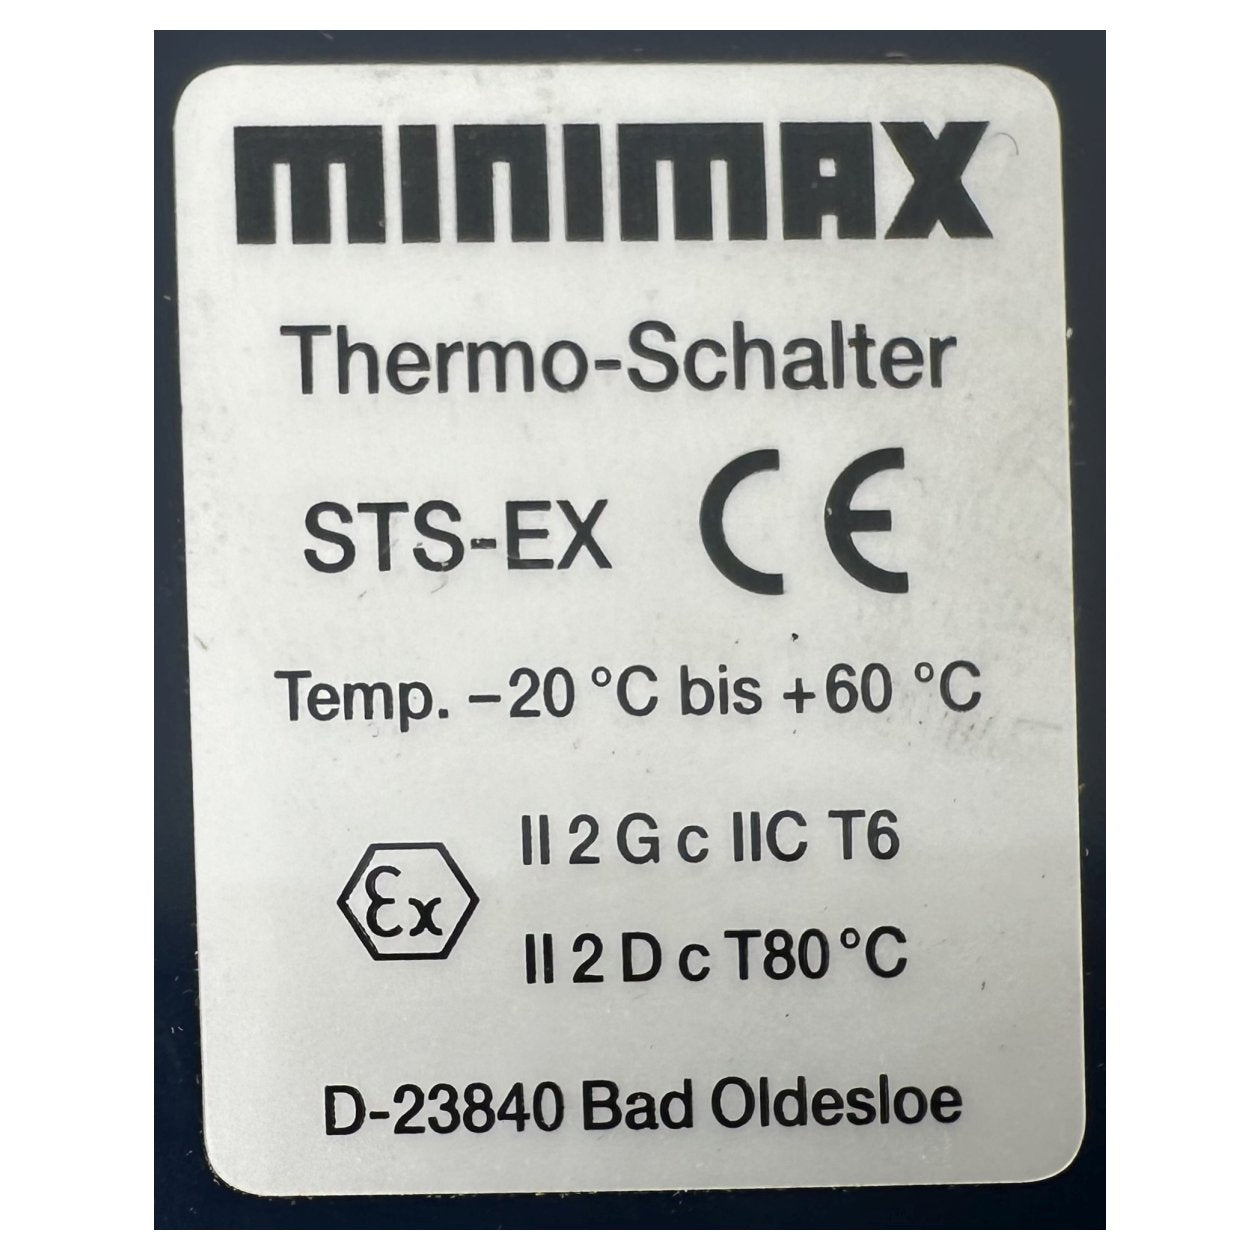 MINIMAX
Thermo-Schalter
STS-EX CE
Temp. -20 °C bis +60 °C
II 2 G c IIC T6
Ex
II 2 D c T80 °C
D-23840 Bad Oldesloe